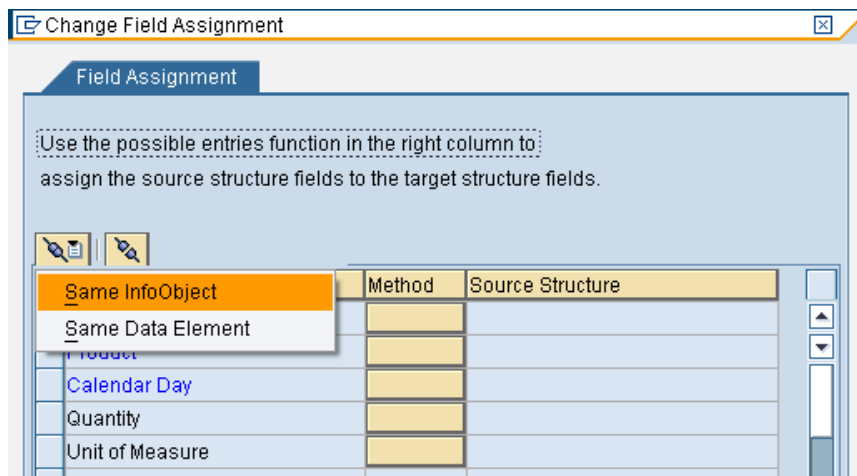 Change Field Assignment
Field Assignment
Use the possible entries function in the right column to
assign the source structure fields to the target structure fields.
Method Source Structure
Same InfoObject
Same Data Element
Product
Calendar Day
Quantity
Unit of Measure